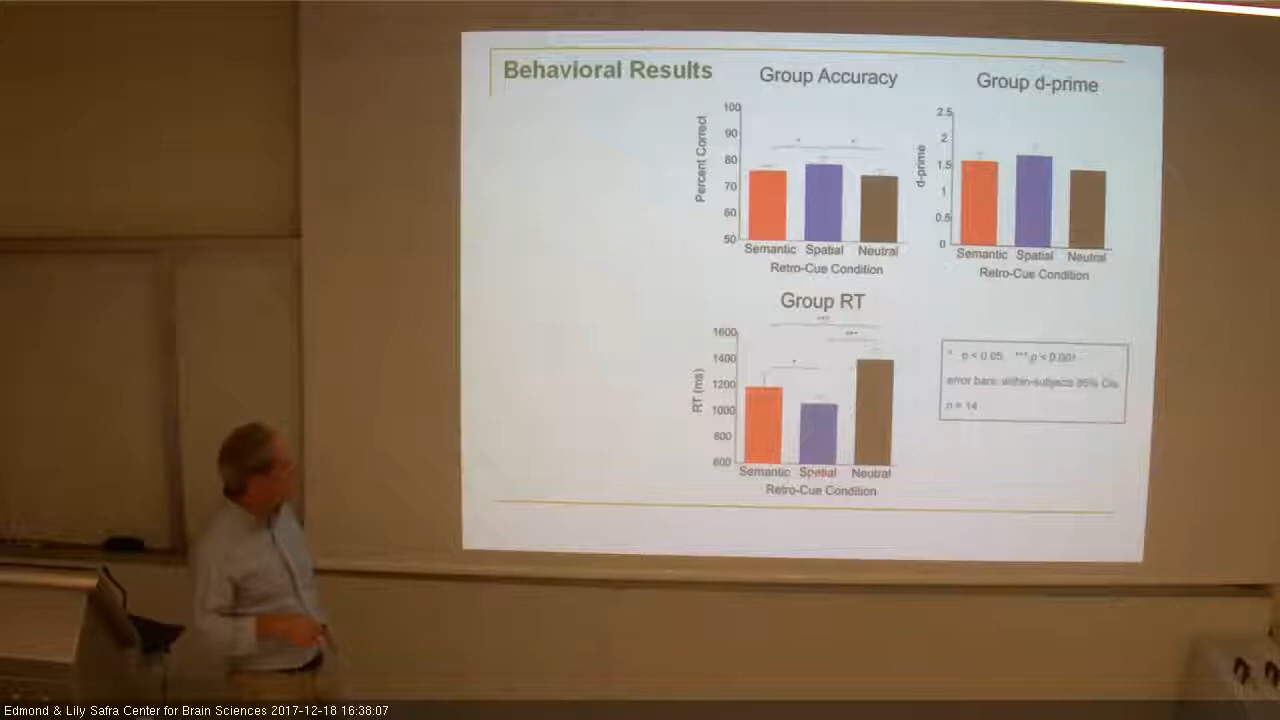 Behavioral Results
Group Accuracy
Percent Correct
100
90
80
70
60
50
* *
Semantic Spatial Neutral
Retro-Cue Condition
Group d-prime
d-prime
2.5
2
1.5
1
0.5
0
Semantic Spatial Neutral
Retro-Cue Condition
Group RT
RT (ms)
1600
1400
1200
1000
800
600
***
***
*
Semantic Spatial Neutral
Retro-Cue Condition
* p < 0.05 *** p < 0.001
error bars: within-subjects 95% CIs
n = 14
Edmond & Lily Safra Center for Brain Sciences 2017-12-18 16:38:07